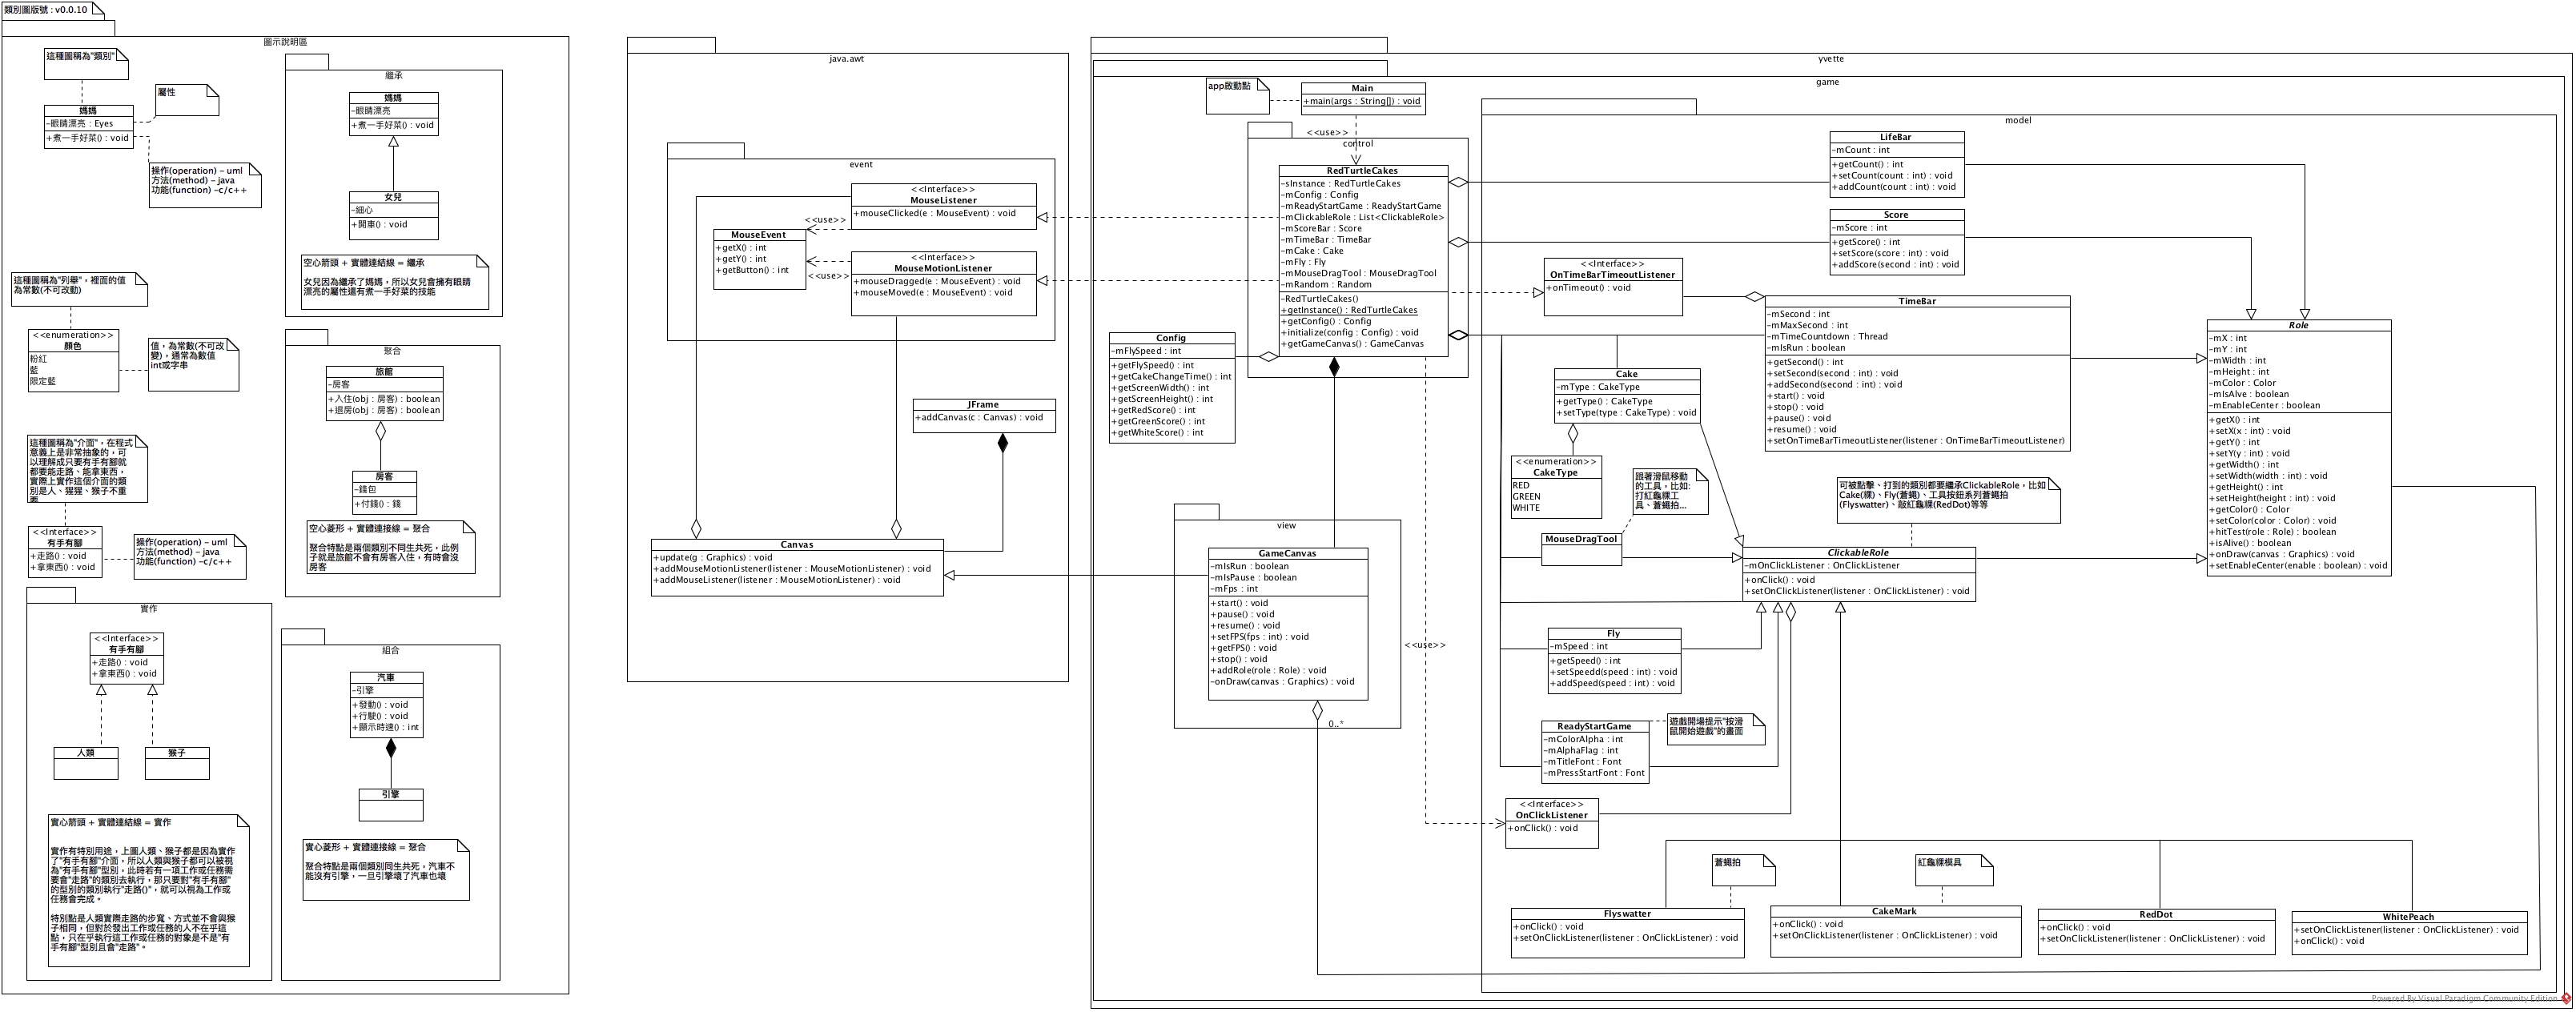 類別圖版號 : v0.0.10
圖示說明區
這種圖稱為"類別"
屬性
媽媽
-眼睛漂亮 : Eyes
+煮一手好菜() : void
操作(operation) – uml
方法(method) – java
功能(function) –c/c++
這種圖稱為"列舉"，裡面的值
為常數(不可改動)
<<enumeration>>
顏色
粉紅
藍
限定藍
值，為常數(不可改
變)，通常為數值
int或字串
這種圖稱為"介面"，在程式
意義上是非常抽象的，可
以理解成只要有手有腳就
都要能走路、能拿東西，
實際上實作這個介面的類
別是人、猩猩、猴子不重
要
<<Interface>>
有手有腳
+走路() : void
+拿東西() : void
操作(operation) – uml
方法(method) – java
功能(function) –c/c++
實作
<<Interface>>
有手有腳
+走路() : void
+拿東西() : void
人類
猴子
實心箭頭 + 實體連結線 = 實作
實作有特別用途，上圖人類、猴子都是因為實作
了"有手有腳"介面，所以人類與猴子都可以被視
為"有手有腳"型別，此時若有一項工作或任務需
要會"走路"的類別去執行，那只要對"有手有腳"
的型別的類別執行"走路()"，就可以視為工作或
任務會完成。
特別點是人類實際走路的步寬、方式並不會與猴
子相同，但對於發出工作或任務的人不在乎這
點，只在乎執行這工作或任務的對象是不是"有
手有腳"型別且會"走路"。
繼承
媽媽
-眼睛漂亮
+煮一手好菜() : void
女兒
-細心
+開車() : void
空心箭頭 + 實體連結線 = 繼承
女兒因為繼承了媽媽，所以女兒會擁有眼睛
漂亮的屬性還有煮一手好菜的技能
聚合
旅館
-房客
+入住(obj : 房客) : boolean
+退房(obj : 房客) : boolean
房客
-錢包
+付錢() : 錢
空心菱形 + 實體連接線 = 聚合
聚合特點是兩個類別不同生共死，此例
子就是旅館不會有房客入住，有時會沒
房客
組合
汽車
-引擎
+發動() : void
+行駛() : void
+顯示時速() : int
引擎
實心菱形 + 實體連接線 = 聚合
聚合特點是兩個類別同生共死，汽車不
能沒有引擎，一旦引擎壞了汽車也壞
java.awt
event
<<Interface>>
MouseListener
+mouseClicked(e : MouseEvent) : void
<<use>>
MouseEvent
+getX() : int
+getY() : int
+getButton() : int
<<use>>
<<Interface>>
MouseMotionListener
+mouseDragged(e : MouseEvent) : void
+mouseMoved(e : MouseEvent) : void
JFrame
+addCanvas(c : Canvas) : void
Canvas
+update(g : Graphics) : void
+addMouseMotionListener(listener : MouseMotionListener) : void
+addMouseListener(listener : MouseMotionListener) : void
yvette
game
app啟動點
Main
+main(args : String[]) : void
<<use>>
control
RedTurtleCakes
-sInstance : RedTurtleCakes
-mConfig : Config
-mReadyStartGame : ReadyStartGame
-mClickableRole : List<ClickableRole>
-mScoreBar : Score
-mTimeBar : TimeBar
-mCake : Cake
-mFly : Fly
-mMouseDragTool : MouseDragTool
-mRandom : Random
-RedTurtleCakes()
+getInstance() : RedTurtleCakes
+getConfig() : Config
+initialize(config : Config) : void
+getGameCanvas() : GameCanvas
Config
-mFlySpeed : int
+getFlySpeed() : int
+getCakeChangeTime() : int
+getScreenWidth() : int
+getScreenHeight() : int
+getRedScore() : int
+getGreenScore() : int
+getWhiteScore() : int
view
GameCanvas
-mIsRun : boolean
-mIsPause : boolean
-mFps : int
+start() : void
+pause() : void
+resume() : void
+setFPS(fps : int) : void
+getFPS() : void
+stop() : void
+addRole(role : Role) : void
-onDraw(canvas : Graphics) : void
0..*
<<use>>
model
LifeBar
-mCount : int
+getCount() : int
+setCount(count : int) : void
+addCount(count : int) : void
Score
-mScore : int
+getScore() : int
+setScore(score : int) : void
+addScore(second : int) : void
<<Interface>>
OnTimeBarTimeoutListener
+onTimeout() : void
TimeBar
-mSecond : int
-mMaxSecond : int
-mTimeCountdown : Thread
-mIsRun : boolean
+getSecond() : int
+setSecond(second : int) : void
+addSecond(second : int) : void
+start() : void
+stop() : void
+pause() : void
+resume() : void
+setOnTimeBarTimeoutListener(listener : OnTimeBarTimeoutListener)
Role
-mX : int
-mY : int
-mWidth : int
-mHeight : int
-mColor : Color
-mIsAlve : boolean
-mEnableCenter : boolean
+getX() : int
+setX(x : int) : void
+getY() : int
+setY(y : int) : void
+getWidth() : int
+setWidth(width : int) : void
+getHeight() : int
+setHeight(height : int) : void
+getColor() : Color
+setColor(color : Color) : void
+hitTest(role : Role) : boolean
+isAlive() : boolean
+onDraw(canvas : Graphics) : void
+setEnableCenter(enable : boolean) : void
Cake
-mType : CakeType
+getType() : CakeType
+setType(type : CakeType) : void
<<enumeration>>
CakeType
RED
GREEN
WHITE
跟著滑鼠移動
的工具，比如:
打紅龜粿工
具、蒼蠅拍...
可被點擊、打到的類別都要繼承ClickableRole，比如
Cake(粿)、Fly(蒼蠅)、工具按鈕系列蒼蠅拍
(Flyswatter)、敲紅龜粿(RedDot)等等
MouseDragTool
ClickableRole
-mOnClickListener : OnClickListener
+onClick() : void
+setOnClickListener(listener : OnClickListener) : void
Fly
-mSpeed : int
+getSpeed() : int
+setSpeedd(speed : int) : void
+addSpeed(speed : int) : void
ReadyStartGame
-mColorAlpha : int
-mAlphaFlag : int
-mTitleFont : Font
-mPressStartFont : Font
遊戲開場提示"按滑
鼠開始遊戲"的畫面
<<Interface>>
OnClickListener
+onClick() : void
蒼蠅拍
紅龜粿模具
Flyswatter
+onClick() : void
+setOnClickListener(listener : OnClickListener) : void
CakeMark
+onClick() : void
+setOnClickListener(listener : OnClickListener) : void
RedDot
+onClick() : void
+setOnClickListener(listener : OnClickListener) : void
WhitePeach
+setOnClickListener(listener : OnClickListener) : void
+onClick() : void
Powered By Visual Paradigm Community Edition